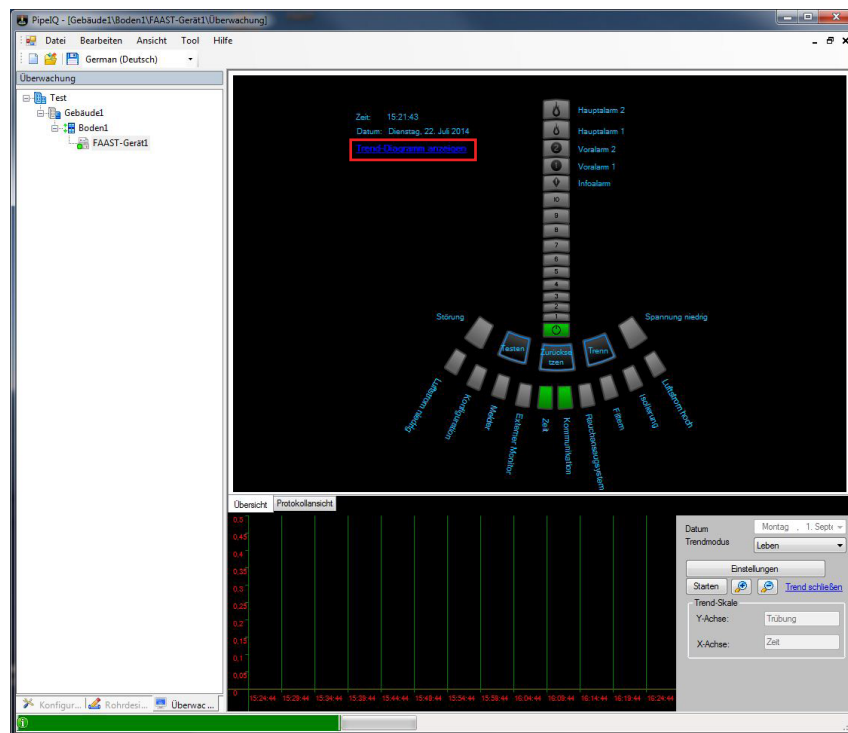 PipeIQ - [Gebäude1\Boden1\FAAST-Gerät1\Überwachung]
Datei Bearbeiten Ansicht Tool Hilfe
German (Deutsch)
Überwachung
Test
Gebäude1
Boden1
FAAST-Gerät1
Zeit: 15:21:43
Datum: Dienstag, 22. Juli 2014
Trend-Diagramm anzeigen
Hauptalarm 2
Hauptalarm 1
2 Voralarm 2
1 Voralarm 1
Infoalarm
10
9
8
7
6
5
4
3
2
1
Störung
Spannung niedrig
Testen
Zurückse
tzen
Trenn
Luftstrom niedrig
Konfiguration
Melder
Externer Monitor
Zeit
Kommunikation
Rauchansaugsystem
Filtern
Isolierung
Luftstrom hoch
Übersicht Protokollansicht
0,5
0,45
0,4
0,35
0,3
0,25
0,2
0,15
0,1
0,05
0
15:24:44 15:29:44 15:34:44 15:39:44 15:44:44 15:49:44 15:54:44 15:59:44 16:04:44 16:09:44 16:14:44 16:19:44 16:24:44
Datum Montag , 1. Septe
Trendmodus Leben
Einstellungen
Starten Trend schließen
Trend-Skale
Y-Achse: Trübung
X-Achse: Zeit
Konfigur... Rohrdesi... Überwac ...